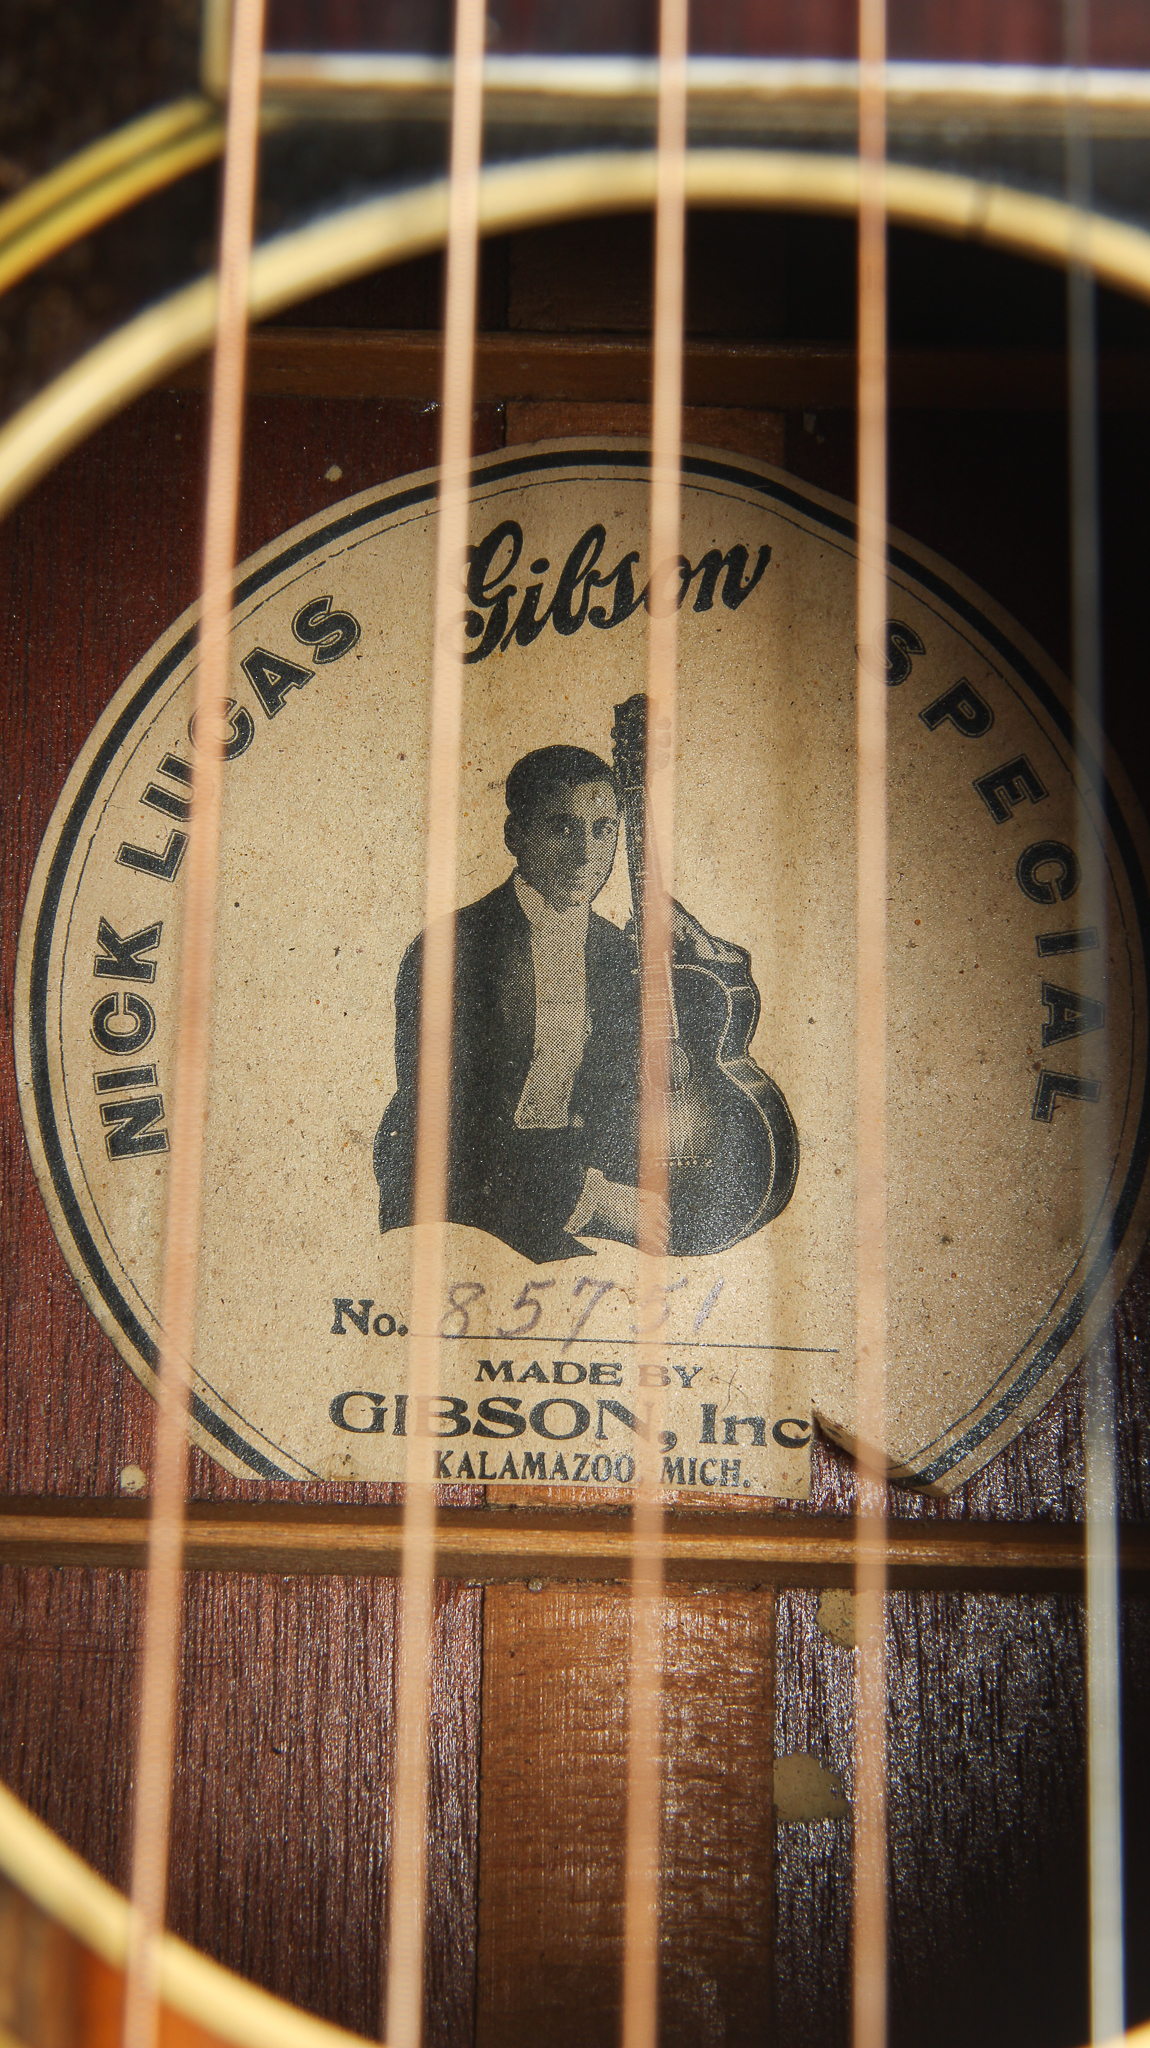 Gibson
NICK LUCAS SPECIAL
No. 85751
MADE BY
GIBSON, Inc
KALAMAZOO, MICH.